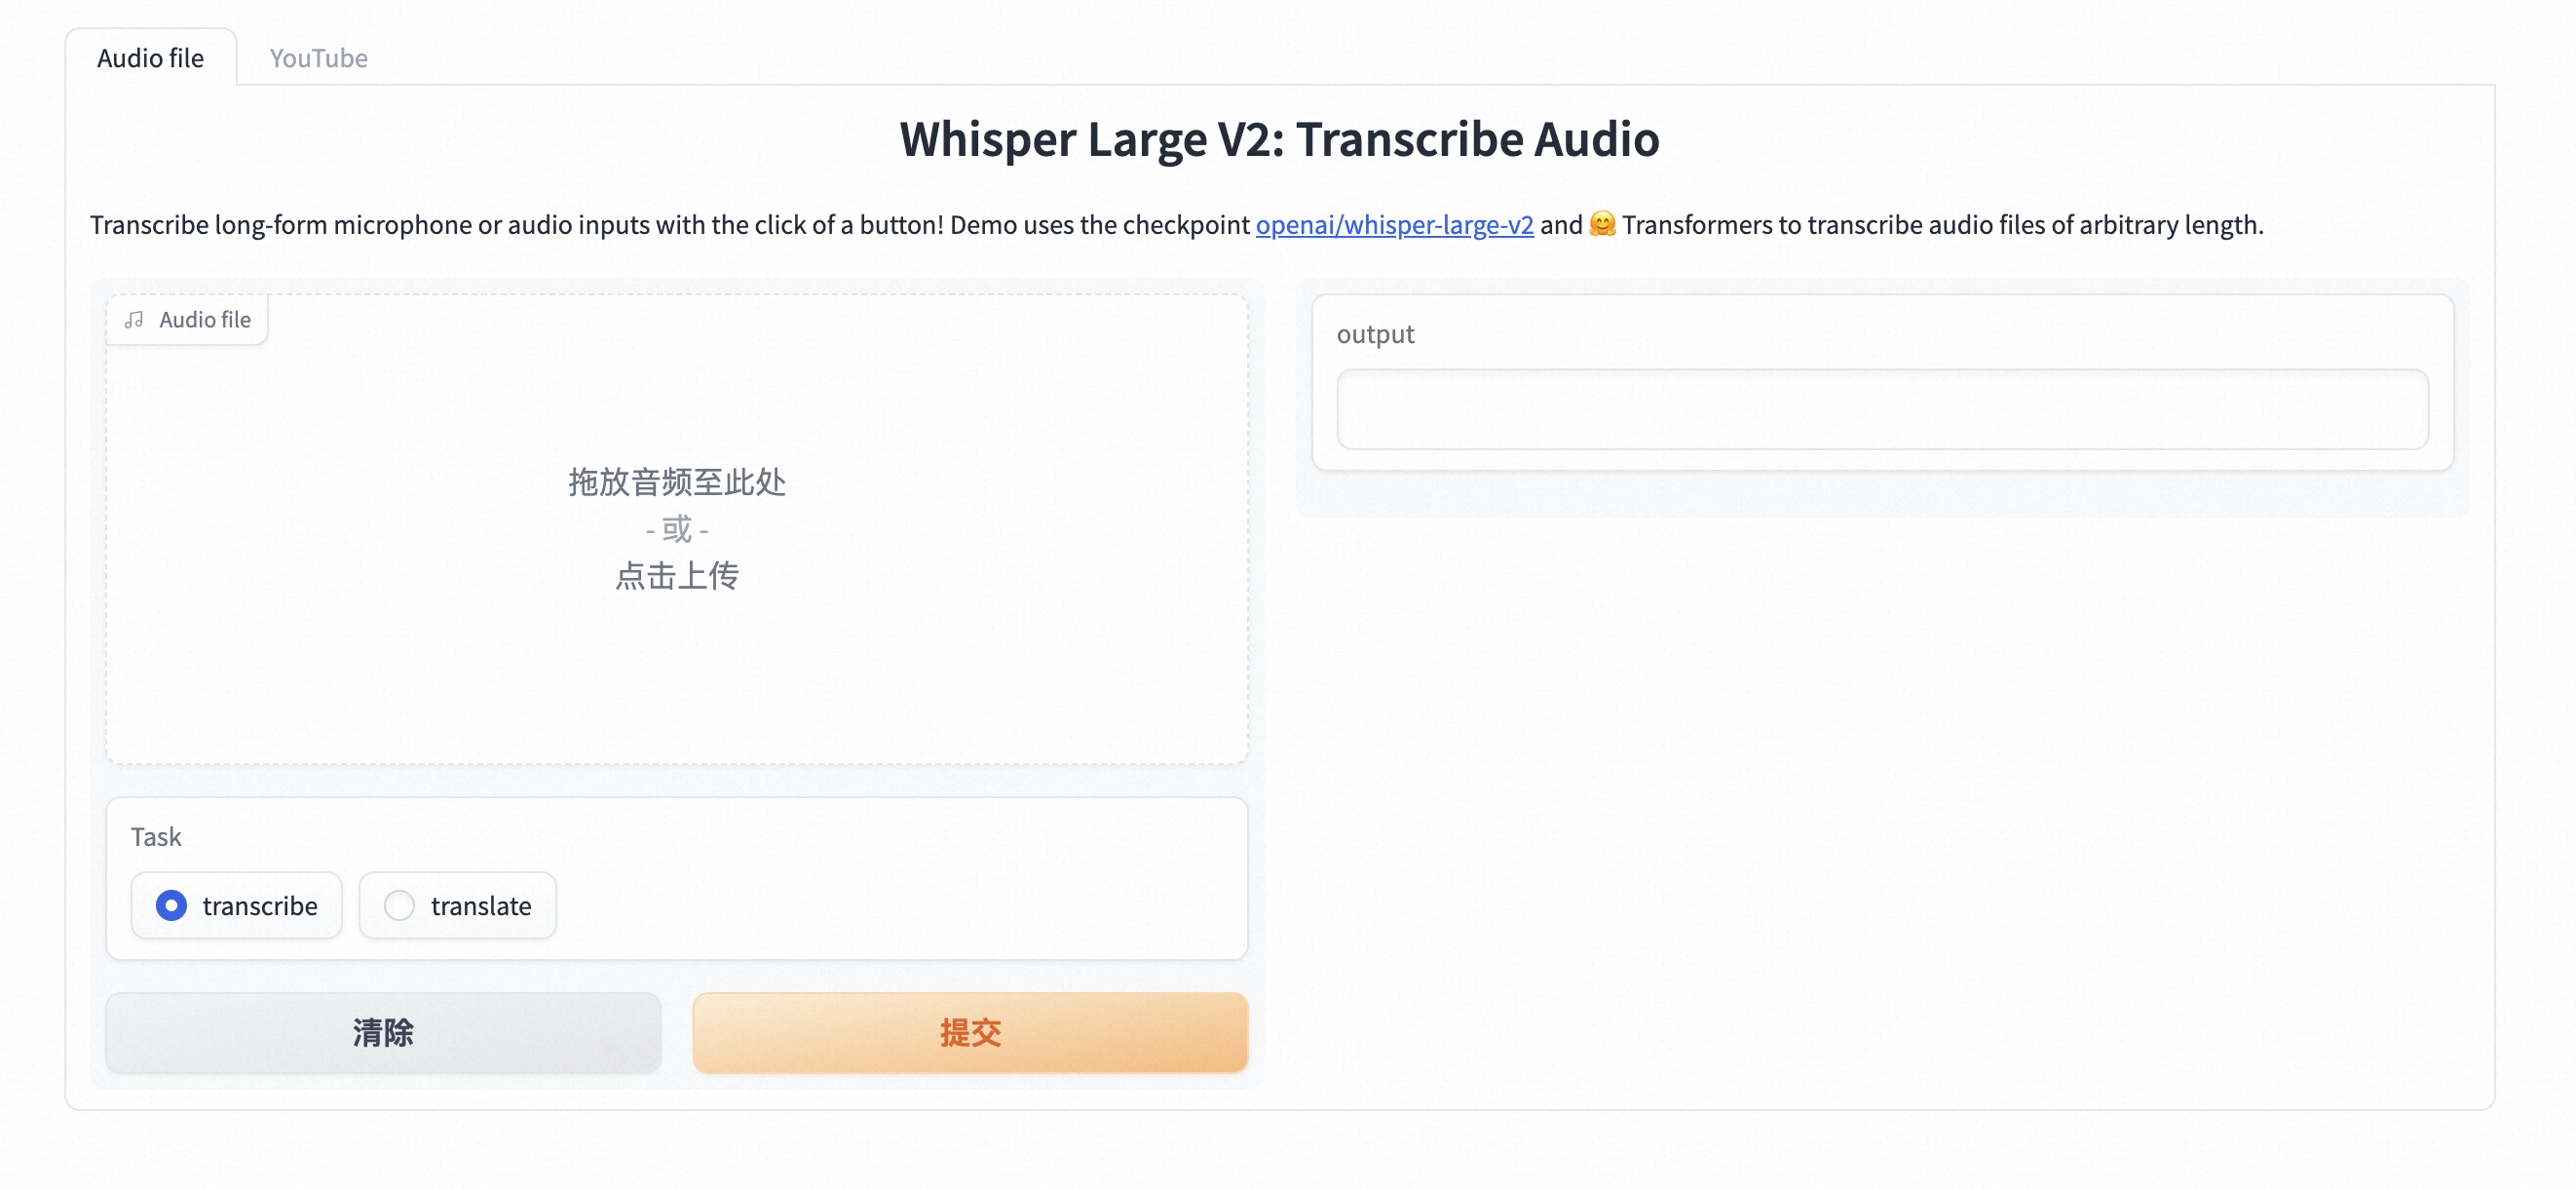 Audio file
YouTube
Whisper Large V2: Transcribe Audio
Transcribe long-form microphone or audio inputs with the click of a button! Demo uses the checkpoint openai/whisper-large-v2 and 🤗 Transformers to transcribe audio files of arbitrary length.
Audio file
拖放音频至此处
- 或 -
点击上传
Task
transcribe
translate
清除
提交
output